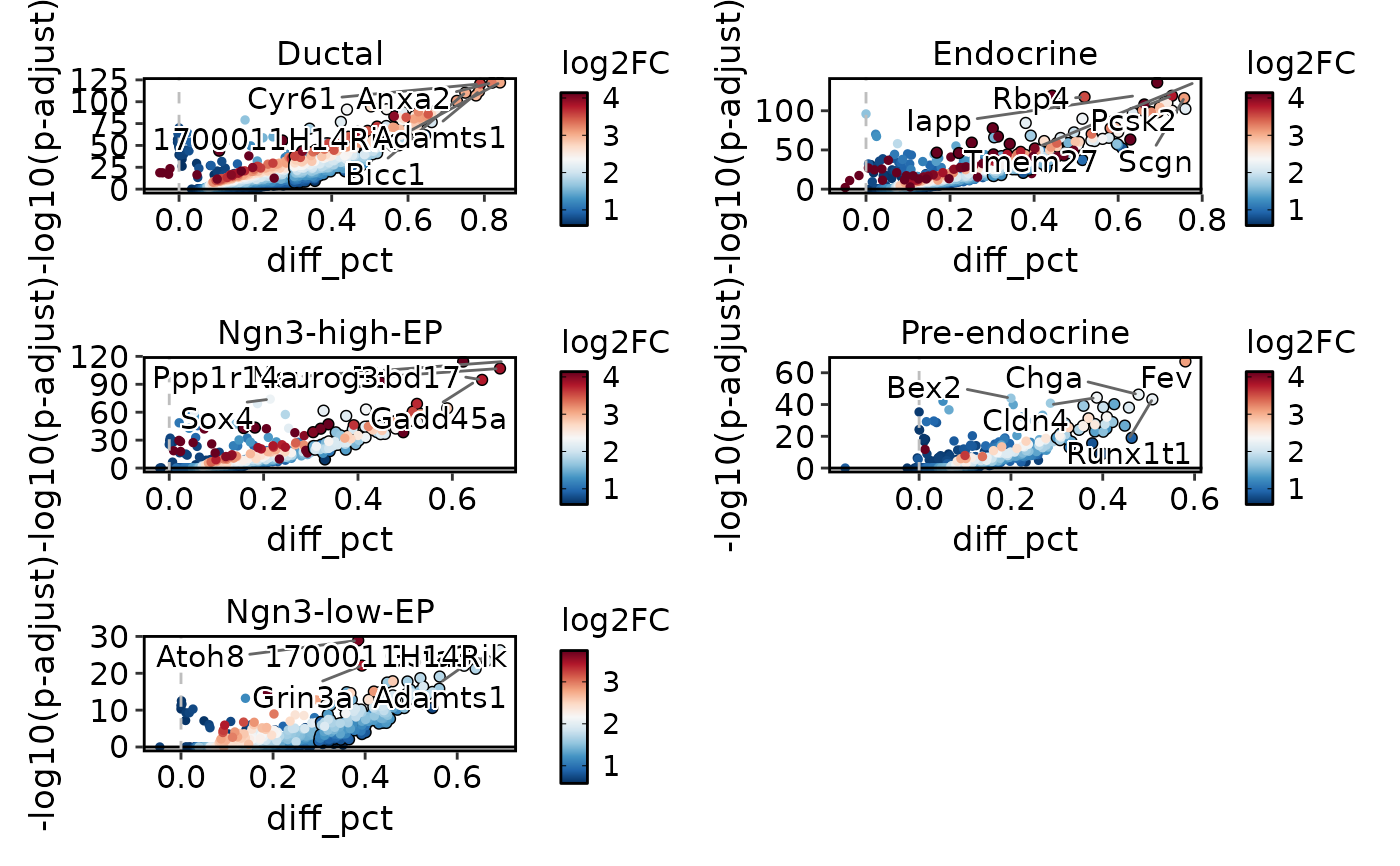 Ductal
log2FC
-log10(p-adjust)
125
100
75
50
25
0
Cyr61 Anxa2
Adamts1
Bicc1
0.0 0.2 0.4 0.6 0.8
diff_pct
4
3
2
1
Endocrine
log2FC
-log10(p-adjust)
100
50
0
Rbp4
Iapp Pcsk2
Tmem27 Scgn
0.0 0.2 0.4 0.6 0.8
diff_pct
4
3
2
1
Ngn3-high-EP
log2FC
-log10(p-adjust)
120
90
60
30
0
Sox4 Gadd45a
0.0 0.2 0.4 0.6
diff_pct
4
3
2
1
Pre-endocrine
log2FC
-log10(p-adjust)
60
40
20
0
Bex2 Chga Fev
Cldn4
Runx1t1
0.0 0.2 0.4 0.6
diff_pct
4
3
2
1
Ngn3-low-EP
log2FC
-log10(p-adjust)
30
20
10
0
Atoh8 1700011H14Rik
Grin3a Adamts1
0.0 0.2 0.4 0.6
diff_pct
3
2
1